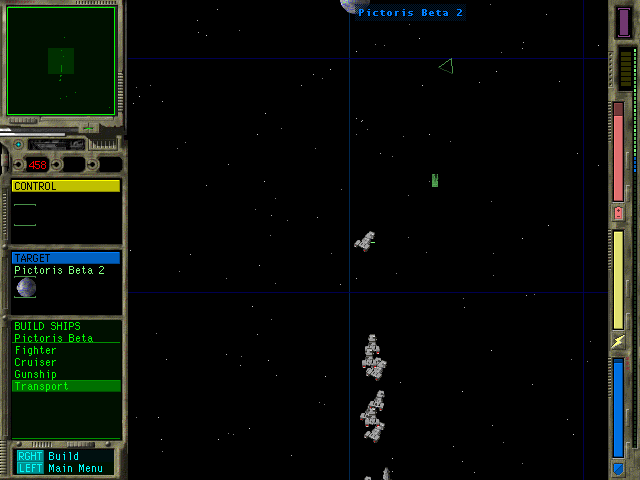 Pictoris Beta 2
458
CONTROL
TARGET
Pictoris Beta 2
BUILD SHIPS
Pictoris Beta
Fighter
Cruiser
Gunship
Transport
RGHT Build
LEFT Main Menu